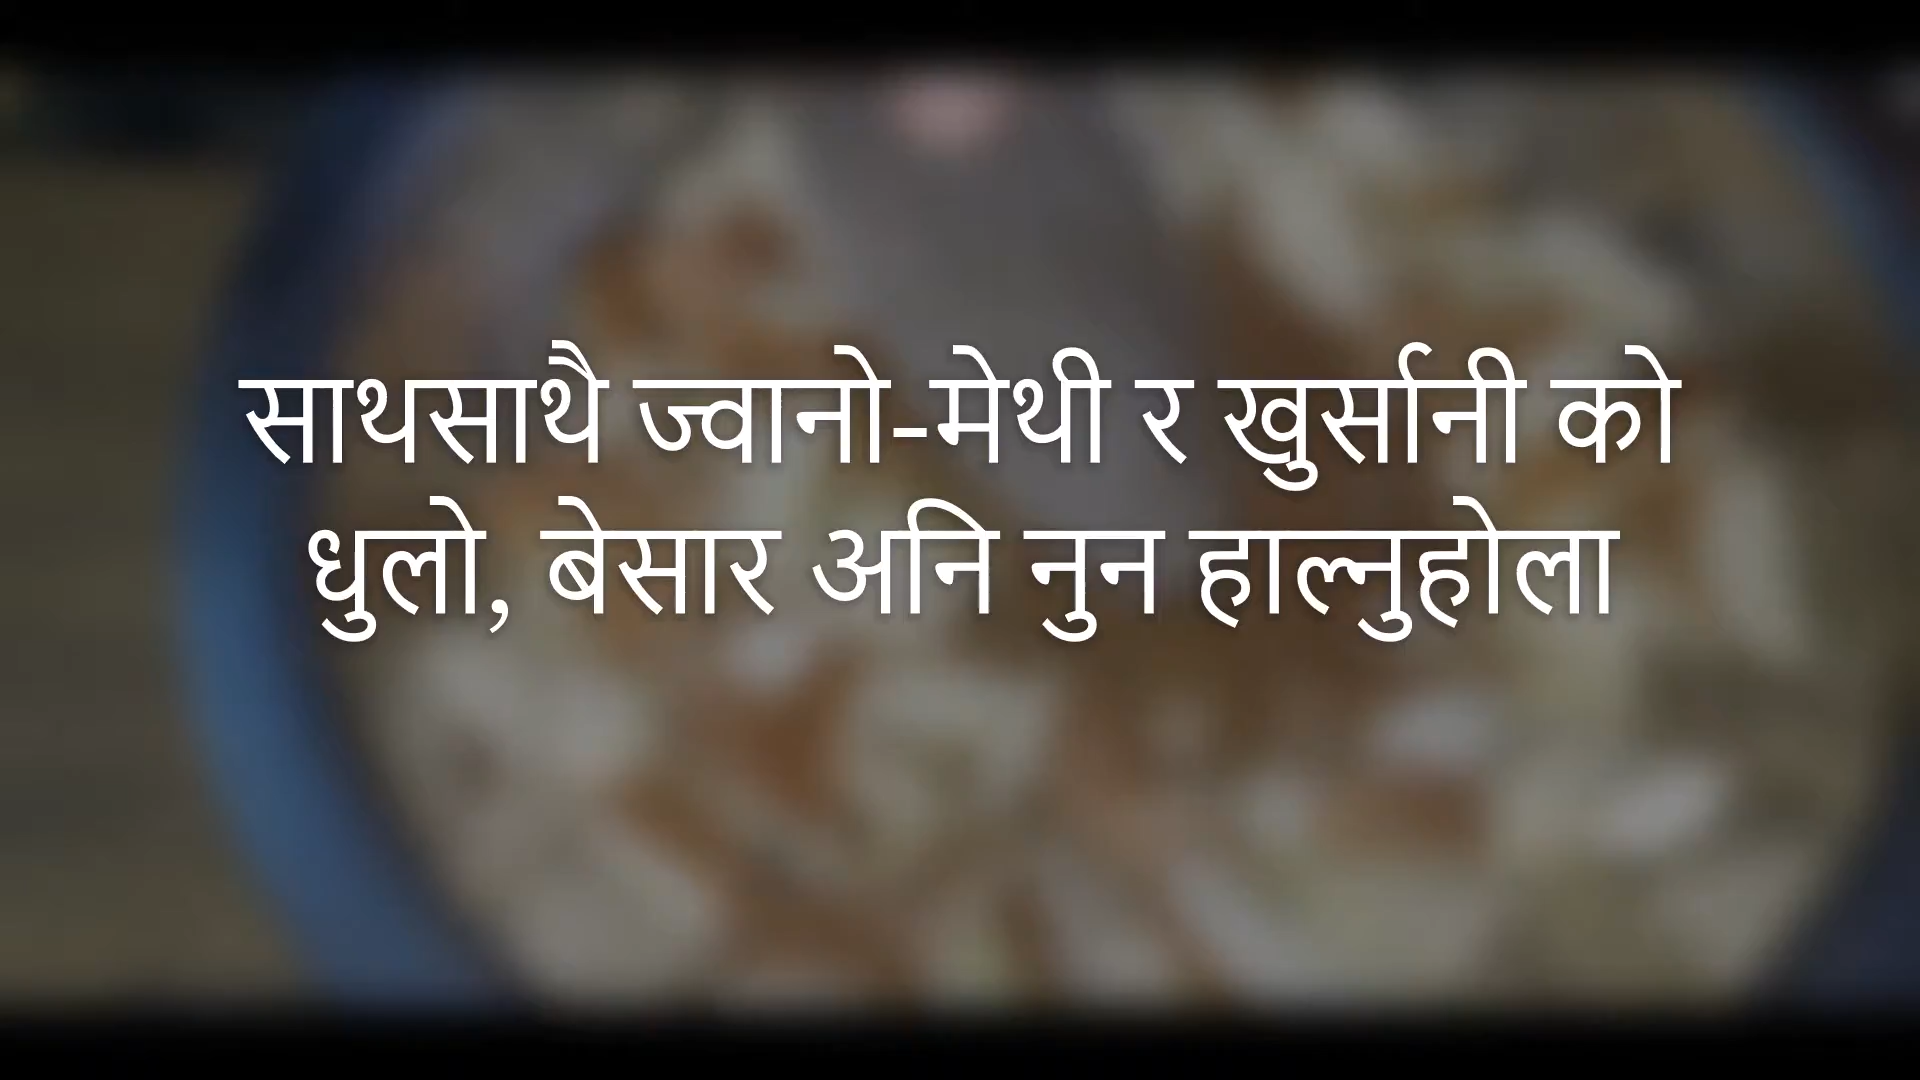 साथसाथै ज्वानो-मेथी र खुर्सानी को
धुलो, बेसार अनि नुन हाल्नुहोला